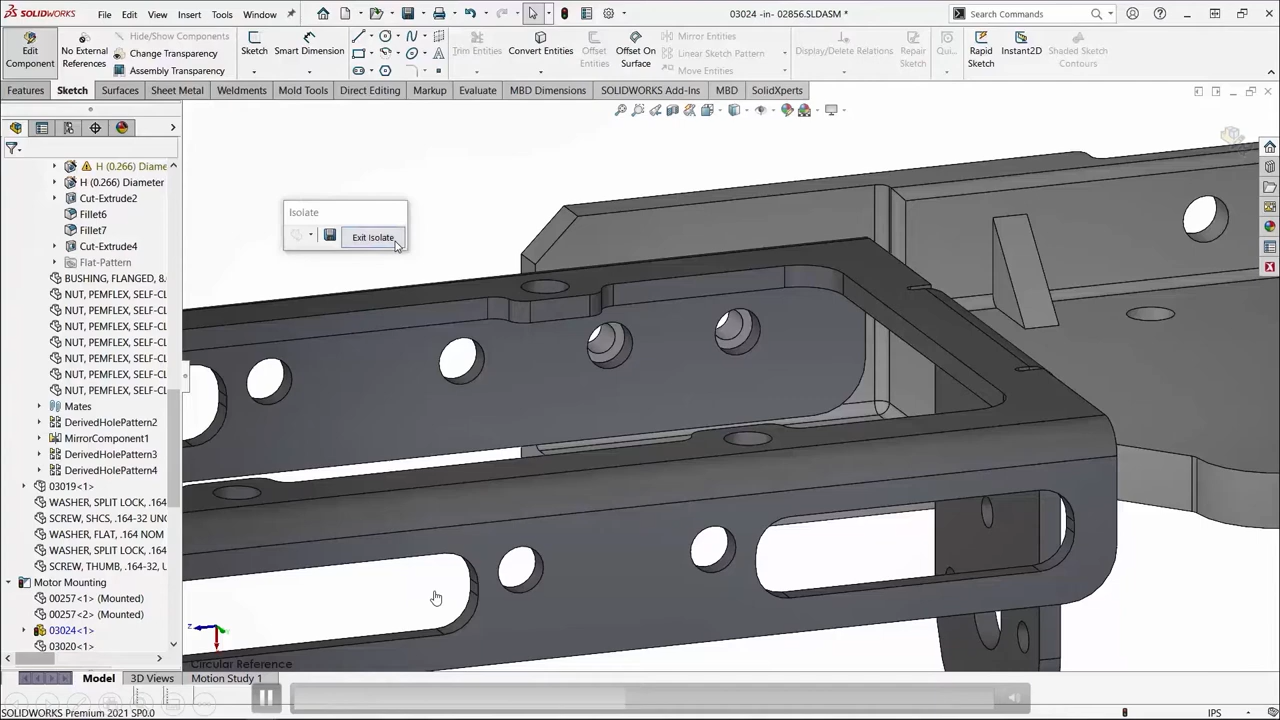 SOLIDWORKS
File
Edit
View
Insert
Tools
Window
03024 -in- 02856.SLDASM *
Search Commands
Edit
Component
No External
References
Hide/Show Components
Change Transparency
Assembly Transparency
Sketch
Smart Dimension
Trim Entities
Convert Entities
Offset
Entities
Offset On
Surface
Mirror Entities
Linear Sketch Pattern
Move Entities
Display/Delete Relations
Repair
Sketch
Qui...
Rapid
Sketch
Instant2D
Shaded Sketch
Contours
Features
Sketch
Surfaces
Sheet Metal
Weldments
Mold Tools
Direct Editing
Markup
Evaluate
MBD Dimensions
SOLIDWORKS Add-Ins
MBD
SolidXperts
H (0.266) Diame
H (0.266) Diameter
Cut-Extrude2
Fillet6
Fillet7
Cut-Extrude4
Flat-Pattern
BUSHING, FLANGED, 8.
NUT, PEMFLEX, SELF-CL
NUT, PEMFLEX, SELF-CL
NUT, PEMFLEX, SELF-CL
NUT, PEMFLEX, SELF-CL
NUT, PEMFLEX, SELF-CL
NUT, PEMFLEX, SELF-CL
NUT, PEMFLEX, SELF-CL
Mates
DerivedHolePattern2
MirrorComponent1
DerivedHolePattern3
DerivedHolePattern4
03019<1>
WASHER, SPLIT LOCK, .164
SCREW, SHCS, .164-32 UNC
WASHER, FLAT, .164 NOM
WASHER, SPLIT LOCK, .164
SCREW, THUMB, .164-32, U
Motor Mounting
00257<1> (Mounted)
00257<2> (Mounted)
03024<1>
03020<1>
Isolate
Exit Isolate
z
Circular Reference
Model
3D Views
Motion Study 1
SOLIDWORKS Premium 2021 SP0.0
IPS